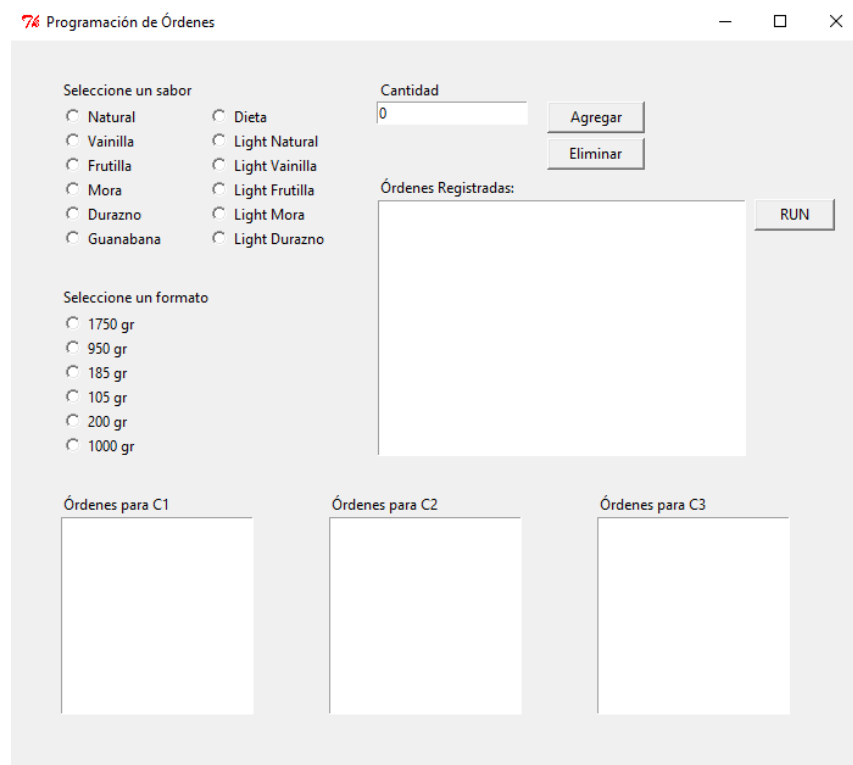 Programación de Órdenes
Seleccione un sabor
Natural
Vainilla
Frutilla
Mora
Durazno
Guanabana
Dieta
Light Natural
Light Vainilla
Light Frutilla
Light Mora
Light Durazno
Cantidad
0
Agregar
Eliminar
Órdenes Registradas:
RUN
Seleccione un formato
1750 gr
950 gr
185 gr
105 gr
200 gr
1000 gr
Órdenes para C1
Órdenes para C2
Órdenes para C3